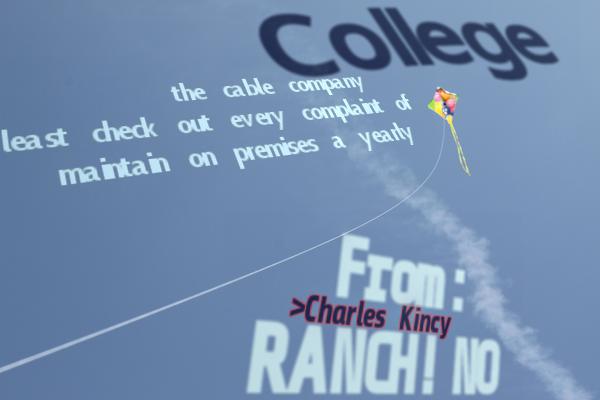 College
the cable company
least check out every complaint of
maintain on premises a yearly
From:
>Charles Kincy
RANCH! NO